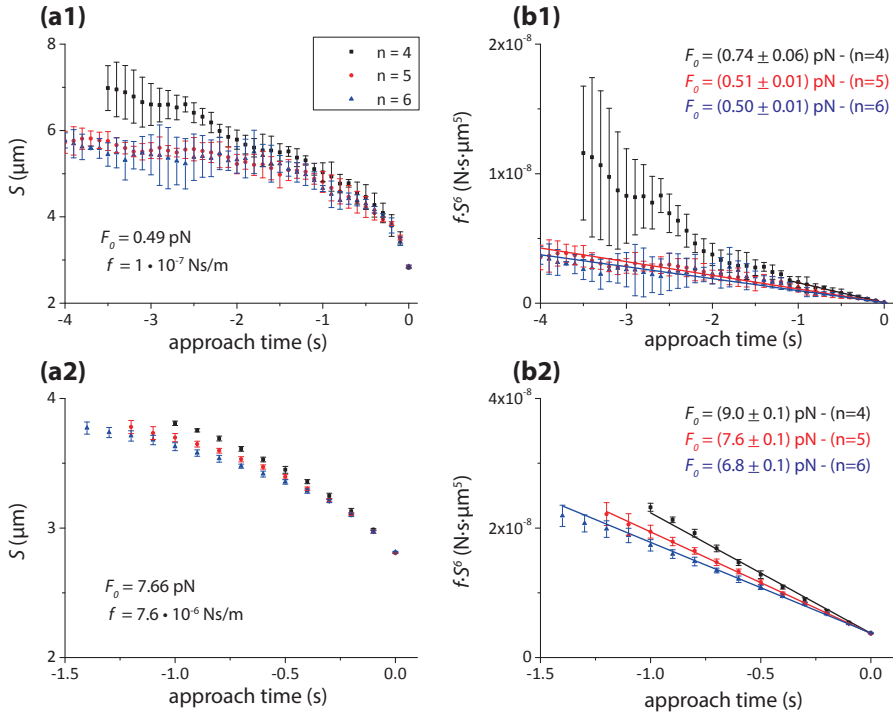 (a1)
S (μm)
8
6
4
2
n = 4
n = 5
n = 6
F₀ = 0.49 pN
f = 1 • 10⁻⁷ Ns/m
-4
-3
-2
-1
0
approach time (s)
(b1)
f·S⁶ (N·s·μm⁵)
2x10⁻⁸
1x10⁻⁸
0
F₀ = (0.74 ± 0.06) pN - (n=4)
F₀ = (0.51 ± 0.01) pN - (n=5)
F₀ = (0.50 ± 0.01) pN - (n=6)
-4
-3
-2
-1
0
approach time (s)
(a2)
S (μm)
4
3
2
F₀ = 7.66 pN
f = 7.6 • 10⁻⁶ Ns/m
-1.5
-1.0
-0.5
0.0
approach time (s)
(b2)
f·S⁶ (N·s·μm⁵)
4x10⁻⁸
2x10⁻⁸
0
F₀ = (9.0 ± 0.1) pN - (n=4)
F₀ = (7.6 ± 0.1) pN - (n=5)
F₀ = (6.8 ± 0.1) pN - (n=6)
-1.5
-1.0
-0.5
0.0
approach time (s)